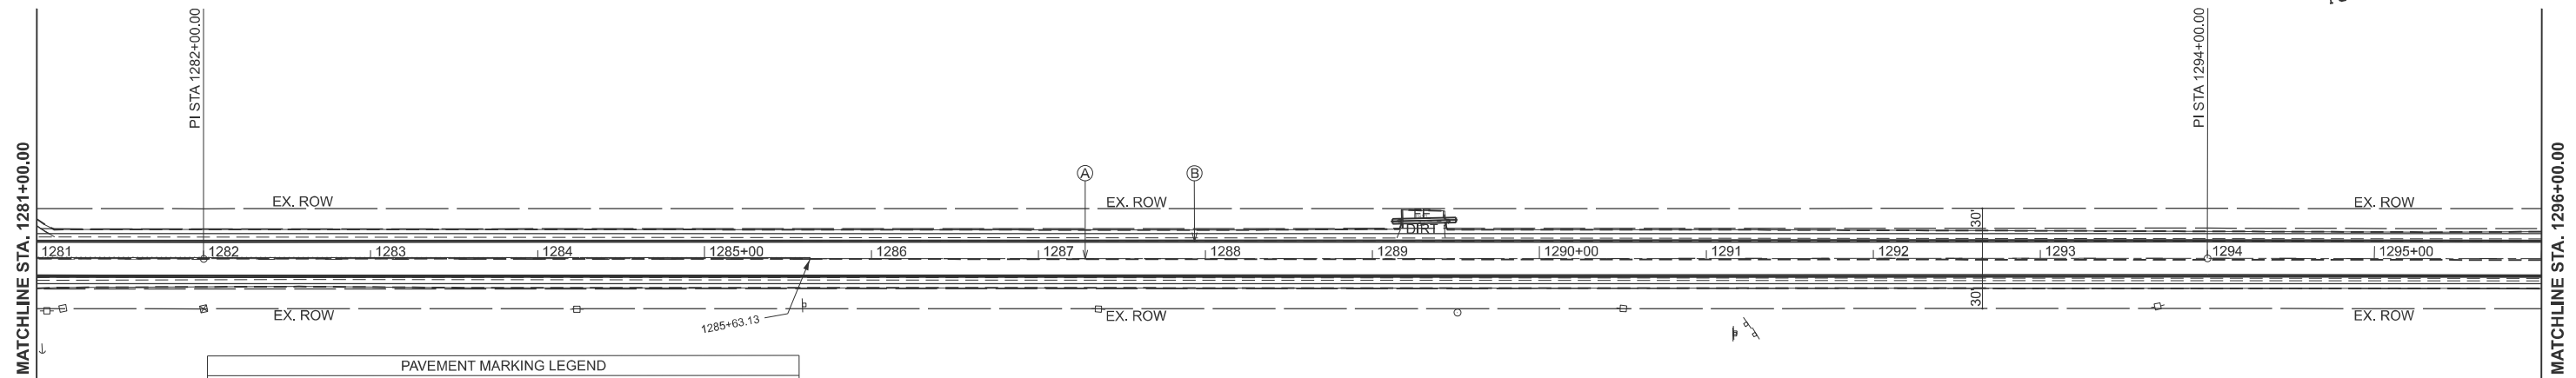 MATCHLINE STA. 1281+00.00
PI STA 1282+00.00
PI STA 1294+00.00
MATCHLINE STA. 1296+00.00
A B
EX. ROW EX. ROW EX. ROW
EF
DIRT
30'
1281 1282 1283 1284 1285+00 1286 1287 1288 1289 1290+00 1291 1292 1293 1294 1295+00
30'
EX. ROW EX. ROW EX. ROW
1285+63.13
PAVEMENT MARKING LEGEND